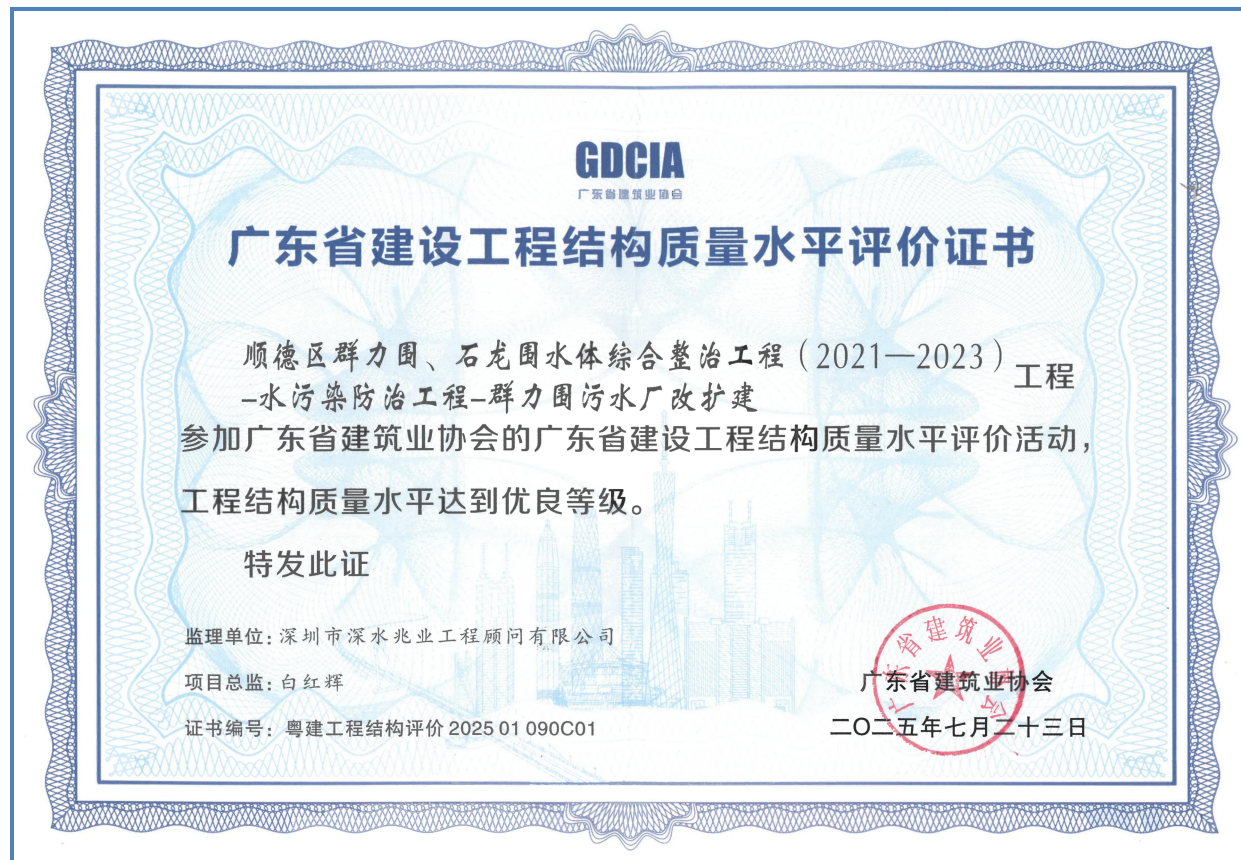 GDCIA
广东省建筑业协会
广东省建设工程结构质量水平评价证书
顺德区群力围、石龙围水体综合整治工程（2021—2023）
-水污染防治工程-群力围污水厂改扩建
工程
参加广东省建筑业协会的广东省建设工程结构质量水平评价活动，
工程结构质量水平达到优良等级。
特发此证
监理单位：深圳市深水兆业工程顾问有限公司
项目总监：白红辉
证书编号：粤建工程结构评价 2025 01 090C01
广东省建筑业协会
广东省建筑业协会
二〇二五年七月二十三日